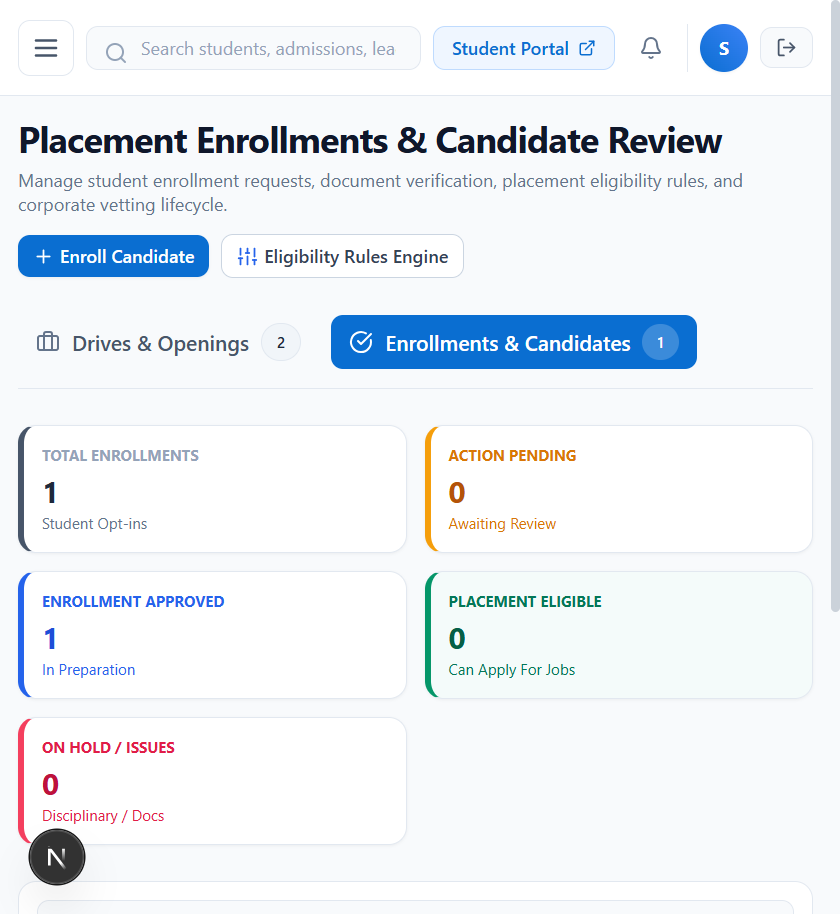 Search students, admissions, lea
Student Portal
S
Placement Enrollments & Candidate Review
Manage student enrollment requests, document verification, placement eligibility rules, and
corporate vetting lifecycle.
Enroll Candidate
Eligibility Rules Engine
Drives & Openings 2
Enrollments & Candidates 1
TOTAL ENROLLMENTS
1
Student Opt-ins
ACTION PENDING
0
Awaiting Review
ENROLLMENT APPROVED
1
In Preparation
PLACEMENT ELIGIBLE
0
Can Apply For Jobs
ON HOLD / ISSUES
0
Disciplinary / Docs
N